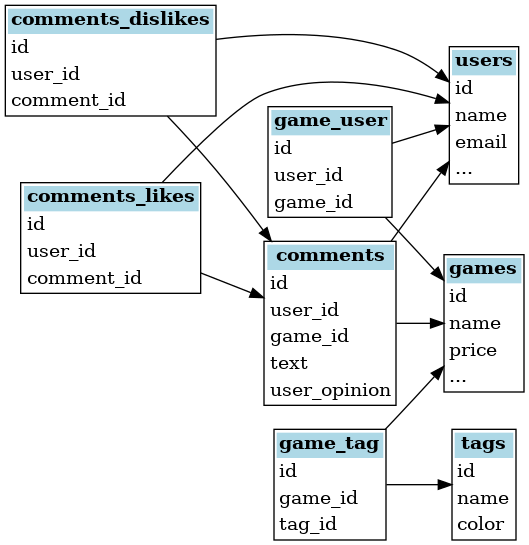 comments_dislikes
id
user_id
comment_id
users
id
name
email
...
game_user
id
user_id
game_id
comments_likes
id
user_id
comment_id
comments
id
user_id
game_id
text
user_opinion
games
id
name
price
...
game_tag
id
game_id
tag_id
tags
id
name
color